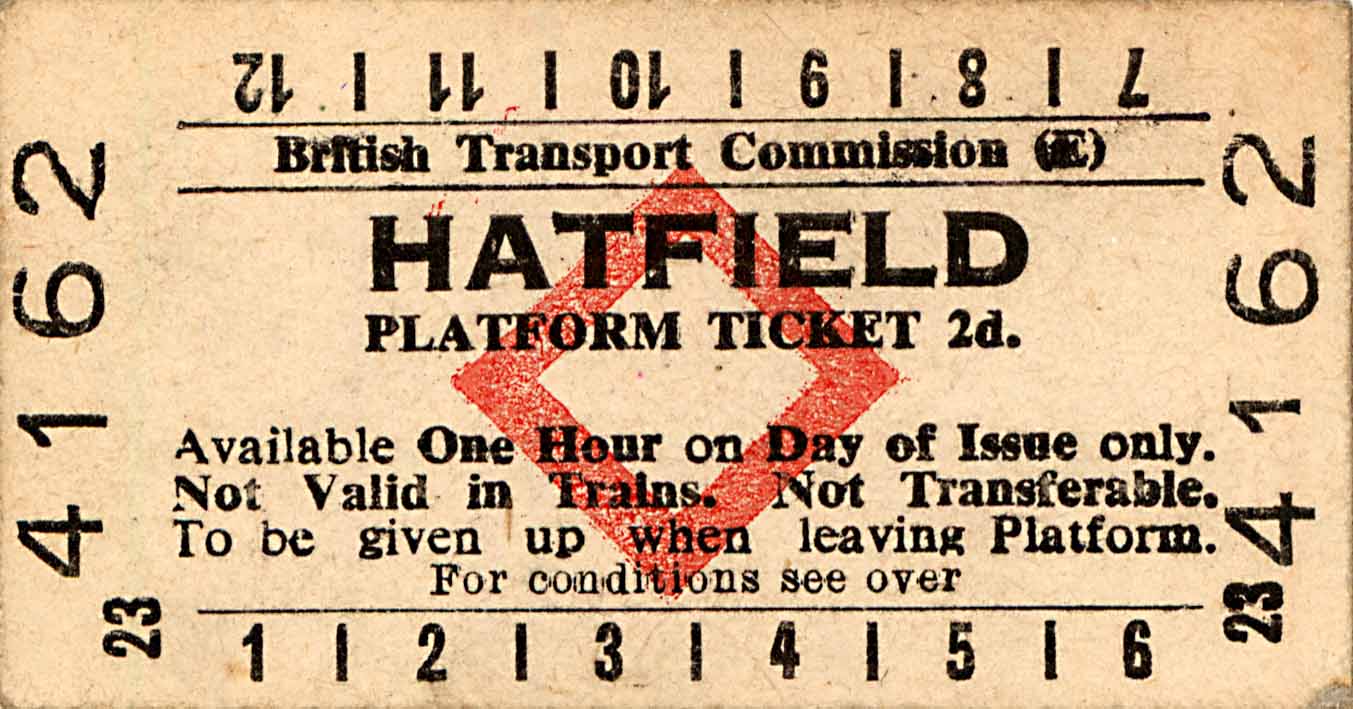 12 | 11 | 10 | 9 | 8 | 7
British Transport Commission (E)
HATFIELD
PLATFORM TICKET 2d.
Available One Hour on Day of Issue only.
Not Valid in Trains. Not Transferable.
To be given up when leaving Platform.
For conditions see over
1 | 2 | 3 | 4 | 5 | 6
4162
23
4162
23